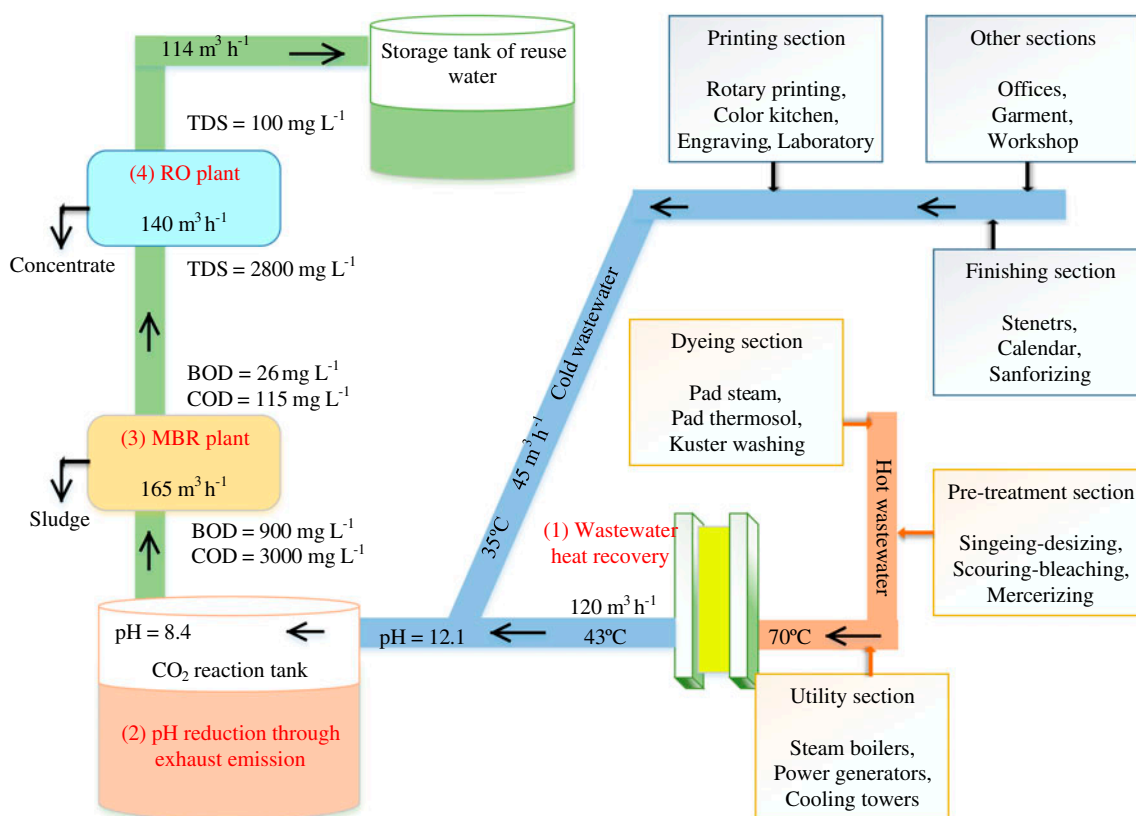 114 m³ h⁻¹
Storage tank of reuse
water
TDS = 100 mg L⁻¹
(4) RO plant
140 m³ h⁻¹
Concentrate
TDS = 2800 mg L⁻¹
BOD = 26 mg L⁻¹
COD = 115 mg L⁻¹
(3) MBR plant
165 m³ h⁻¹
Sludge
BOD = 900 mg L⁻¹
COD = 3000 mg L⁻¹
pH = 8.4
CO₂ reaction tank
(2) pH reduction through
exhaust emission
pH = 12.1
35ºC
45 m³ h⁻¹
Cold wastewater
120 m³ h⁻¹
43ºC
(1) Wastewater
heat recovery
70ºC
Hot wastewater
Printing section
Rotary printing,
Color kitchen,
Engraving, Laboratory
Other sections
Offices,
Garment,
Workshop
Finishing section
Stenetrs,
Calendar,
Sanforizing
Dyeing section
Pad steam,
Pad thermosol,
Kuster washing
Pre-treatment section
Singeing-desizing,
Scouring-bleaching,
Mercerizing
Utility section
Steam boilers,
Power generators,
Cooling towers